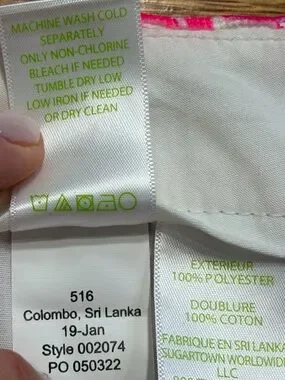 MACHINE WASH COLD
SEPARATELY
ONLY NON-CHLORINE
BLEACH IF NEEDED
TUMBLE DRY LOW
LOW IRON IF NEEDED
OR DRY CLEAN
516
Colombo, Sri Lanka
19-Jan
Style 002074
PO 050322
EXTERIEUR
100% POLYESTER
DOUBLURE
100% COTON
FABRIQUE EN SRI LANKA
SUGARTOWN WORLDWIDE
LLC